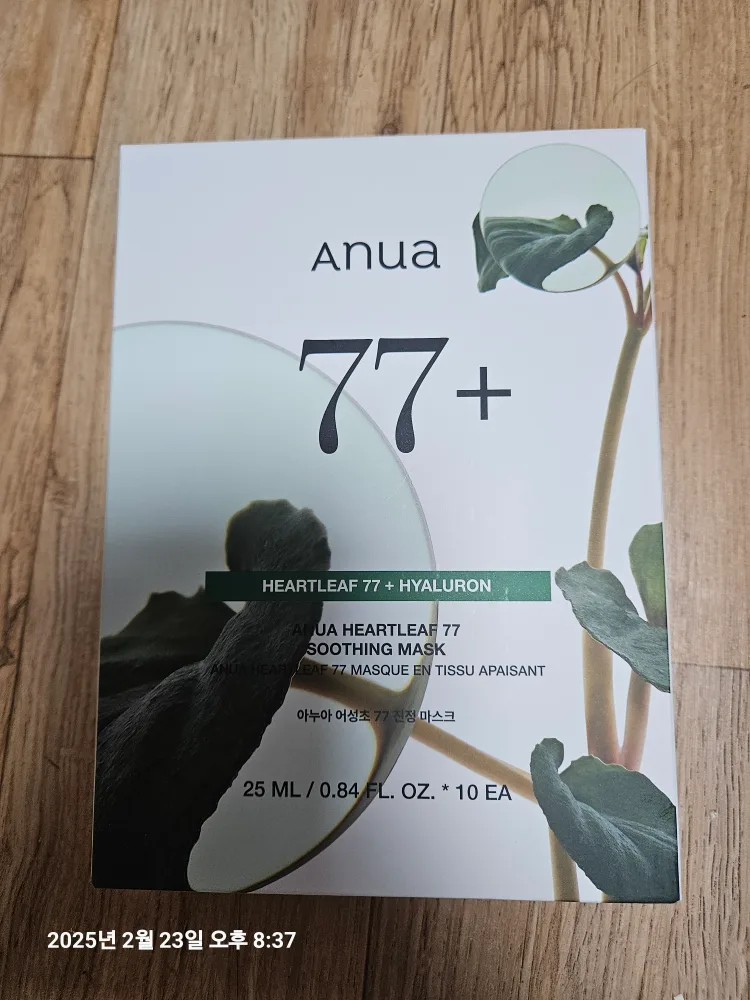 Anua
77+
HEARTLEAF 77 + HYALURON
ANUA HEARTLEAF 77
SOOTHING MASK
ANUA HEARTLEAF 77 MASQUE EN TISSU APAISANT
아누아 어성초 77 진정 마스크
25 ML / 0.84 FL. OZ. * 10 EA
2025년 2월 23일 오후 8:37